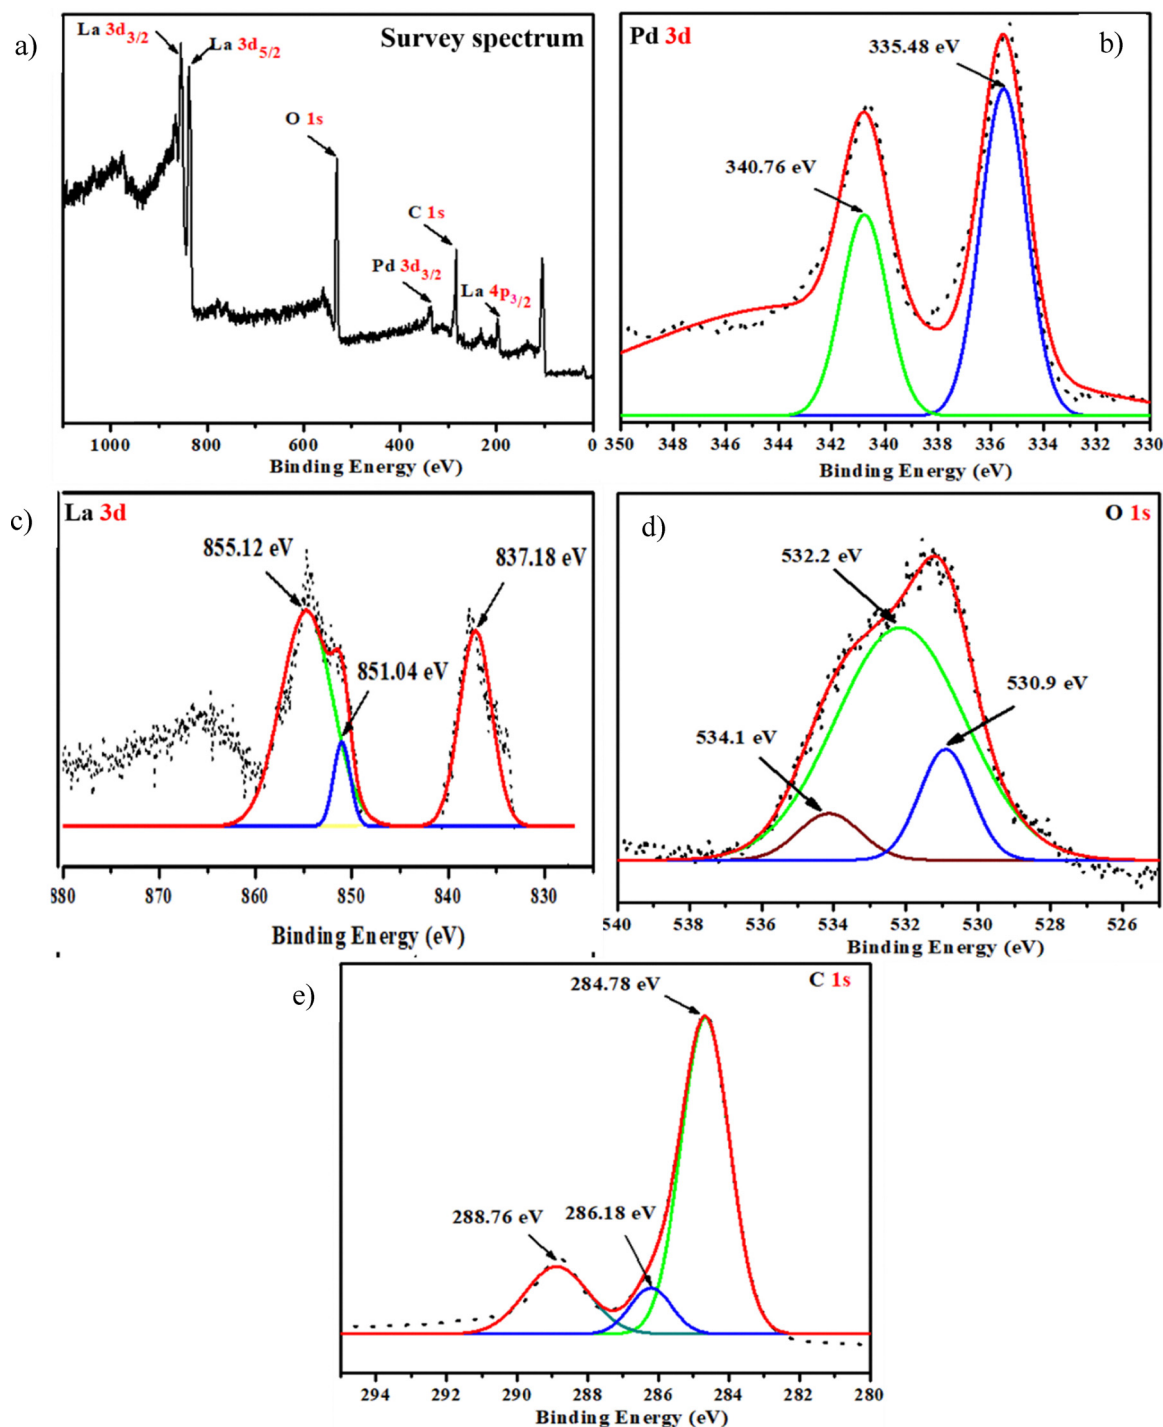 a)
Survey spectrum
La 3d3/2
La 3d5/2
O 1s
C 1s
Pd 3d3/2
La 4p3/2
1000 800 600 400 200 0
Binding Energy (eV)
b)
Pd 3d
335.48 eV
340.76 eV
350 348 346 344 342 340 338 336 334 332 330
Binding Energy (eV)
c)
La 3d
855.12 eV
837.18 eV
851.04 eV
880 870 860 850 840 830
Binding Energy (eV)
d)
O 1s
532.2 eV
530.9 eV
534.1 eV
540 538 536 534 532 530 528 526
Binding Energy (eV)
e)
C 1s
284.78 eV
286.18 eV
288.76 eV
294 292 290 288 286 284 282 280
Binding Energy (eV)